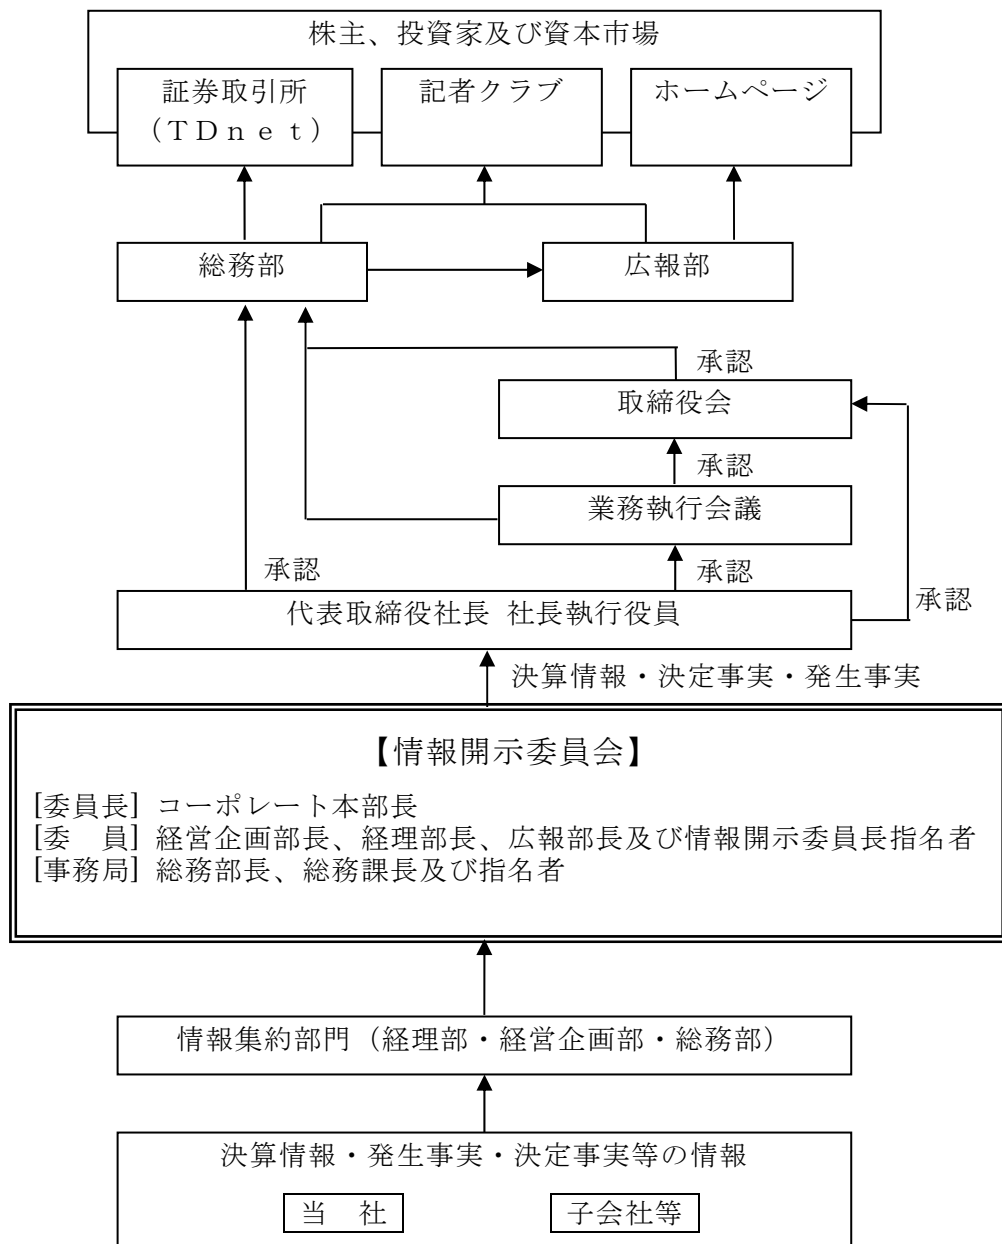 株主、投資家及び資本市場
証券取引所
（ＴＤｎｅｔ）
記者クラブ
ホームページ
総務部
広報部
承認
取締役会
承認
業務執行会議
承認
承認
承認
代表取締役社長 社長執行役員
決算情報・決定事実・発生事実
【情報開示委員会】
[委員長] コーポレート本部長
[委　員] 経営企画部長、経理部長、広報部長及び情報開示委員長指名者
[事務局] 総務部長、総務課長及び指名者
情報集約部門（経理部・経営企画部・総務部）
決算情報・発生事実・決定事実等の情報
当　社
子会社等